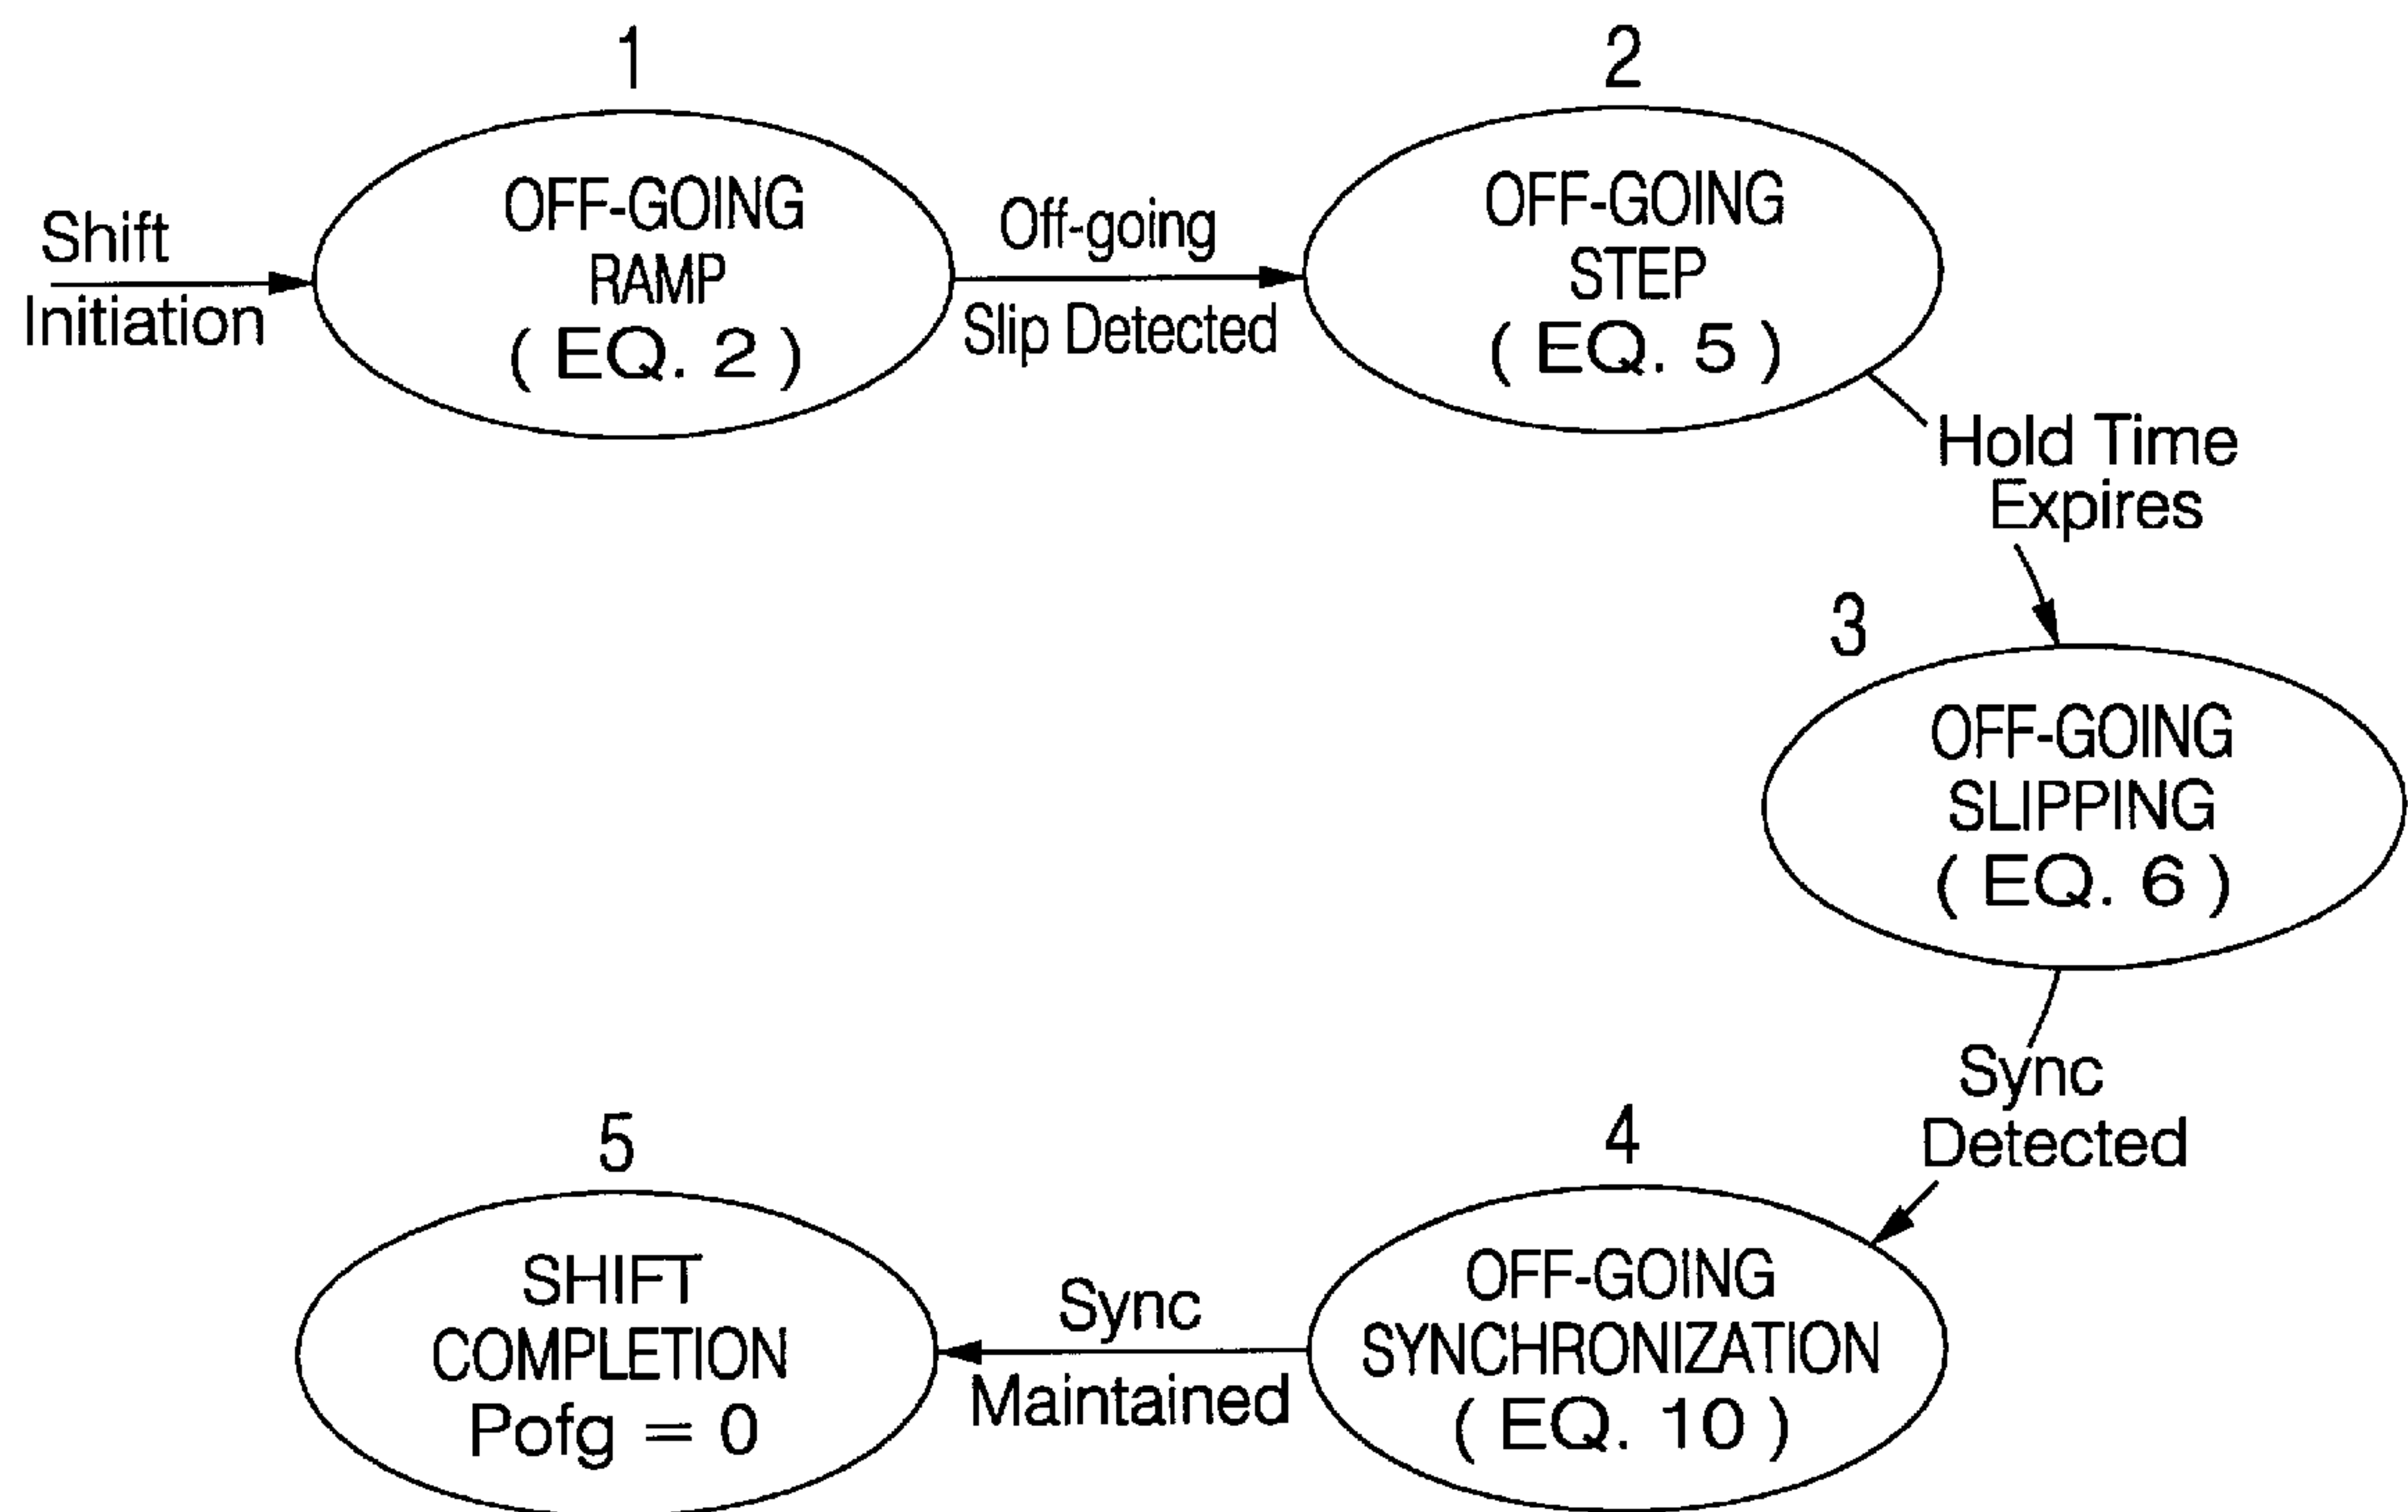 1
OFF-GOING
RAMP
( EQ. 2 )
Shift
Initiation
Off-going
Slip Detected
2
OFF-GOING
STEP
( EQ. 5 )
Hold Time
Expires
3
OFF-GOING
SLIPPING
( EQ. 6 )
Sync
Detected
4
OFF-GOING
SYNCHRONIZATION
( EQ. 10 )
Sync
Maintained
5
SHIFT
COMPLETION
Pofg = 0